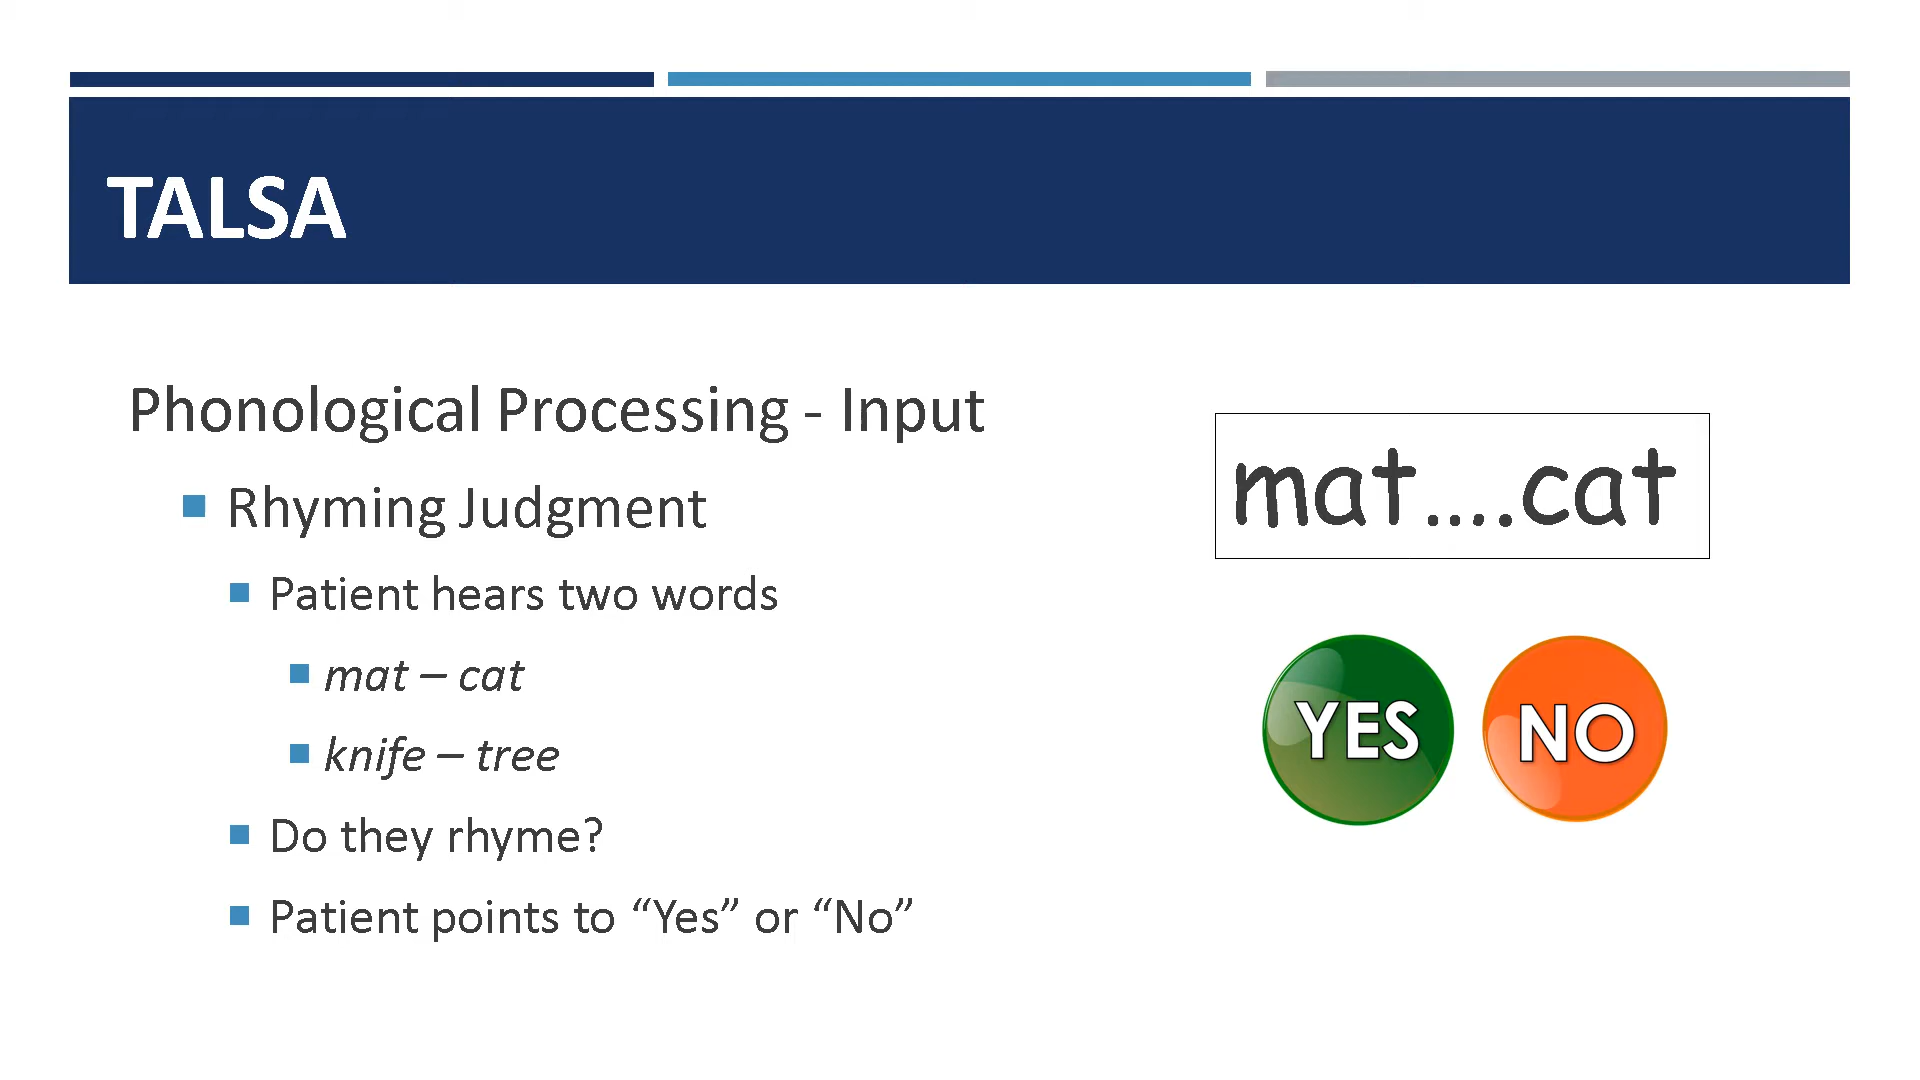 TALSA
Phonological Processing - Input
Rhyming Judgment
Patient hears two words
mat – cat
knife – tree
Do they rhyme?
Patient points to “Yes” or “No”
mat....cat
YES
NO